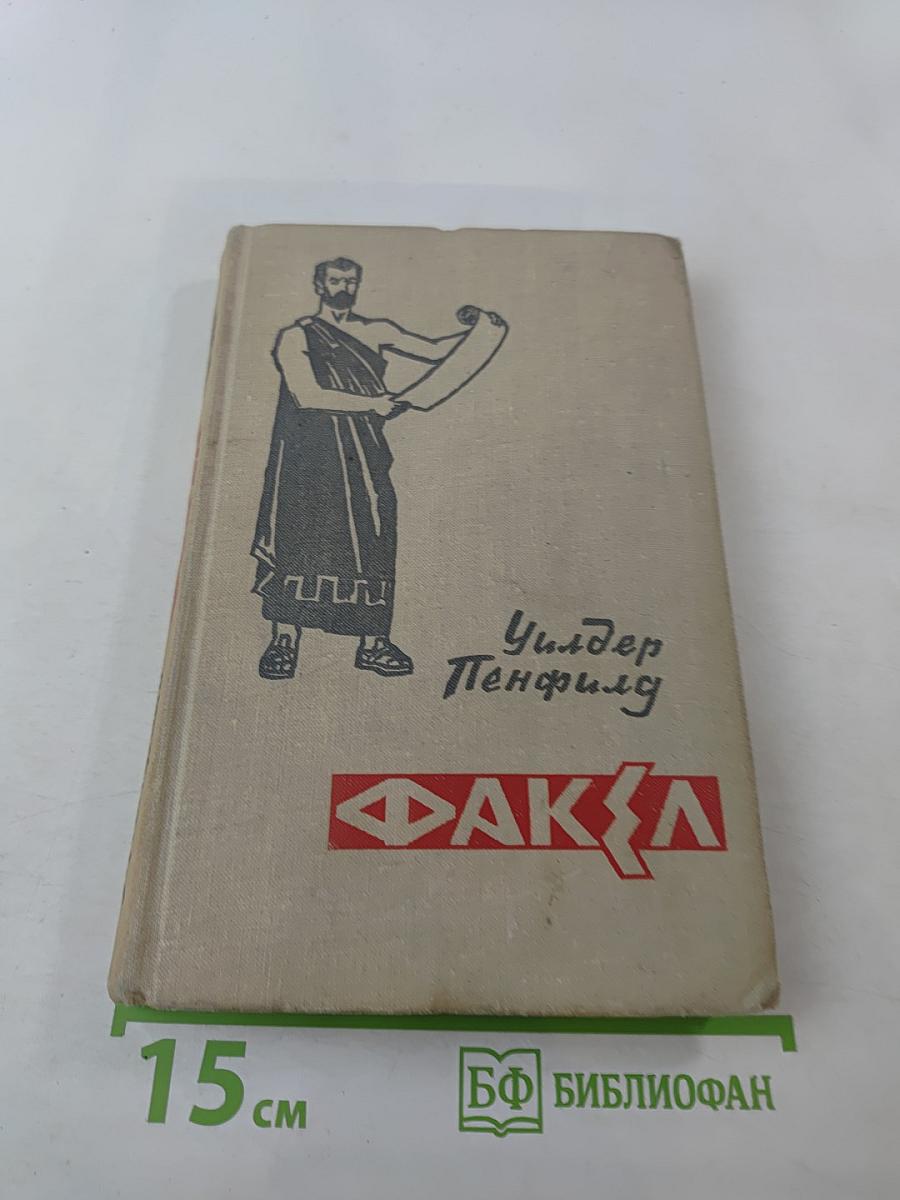 Уилдер
Пенфилд
ФАКЕЛ
15 см
БФ БИБЛИОФАН